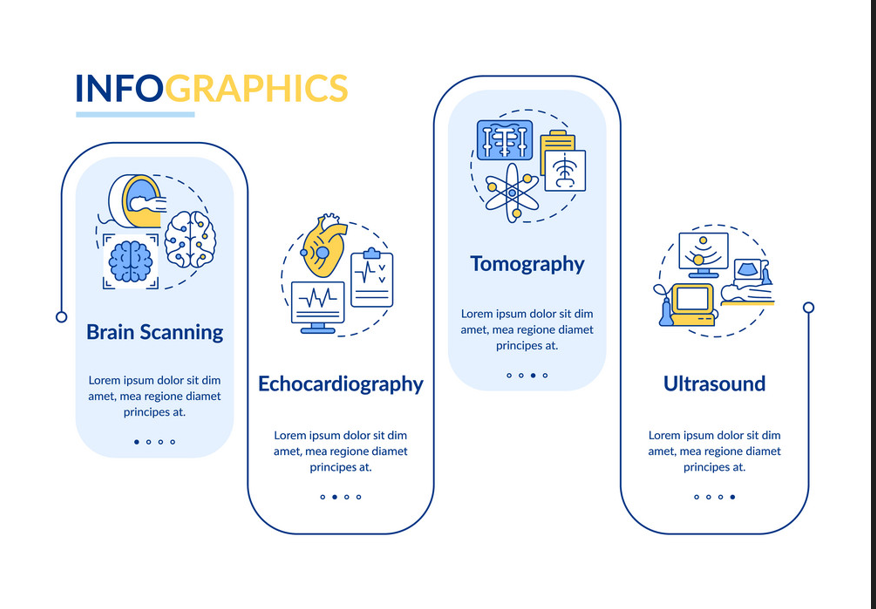 INFOGRAPHICS
Brain Scanning
Lorem ipsum dolor sit dim
amet, mea regione diamet
principes at.
Echocardiography
Lorem ipsum dolor sit dim
amet, mea regione diamet
principes at.
Tomography
Lorem ipsum dolor sit dim
amet, mea regione diamet
principes at.
Ultrasound
Lorem ipsum dolor sit dim
amet, mea regione diamet
principes at.